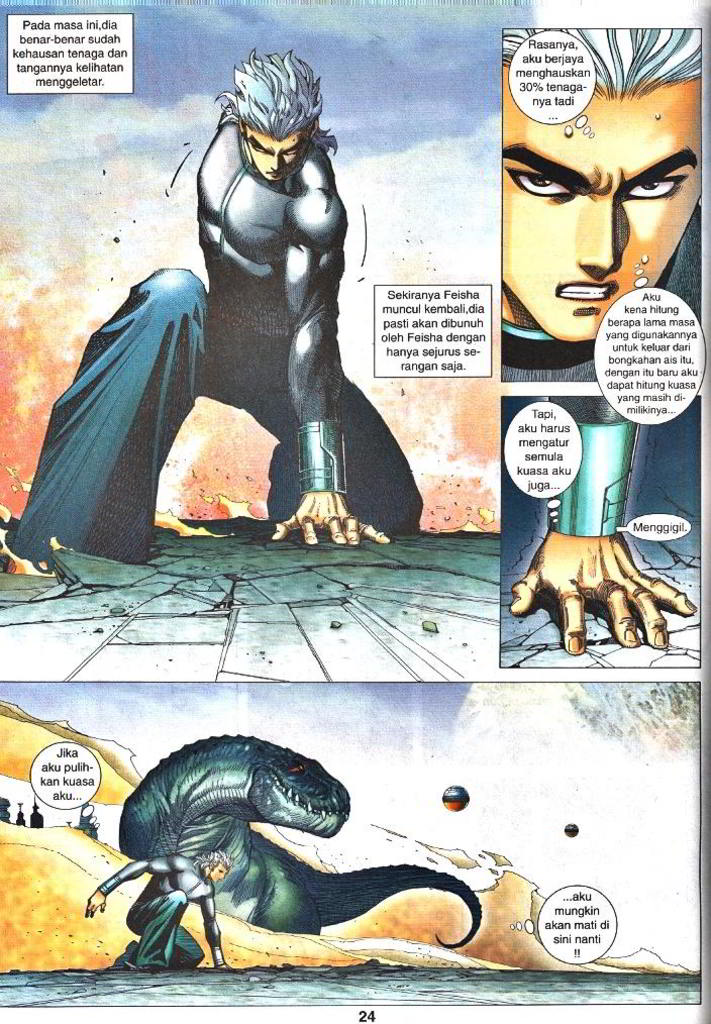 Pada masa ini,dia
benar-benar sudah
kehausan tenaga dan
tangannya kelihatan
menggeletar.
Rasanya,
aku berjaya
menghauskan
30% tenaga-
nya tadi
...
Sekiranya Feisha
muncul kembali,dia
pasti akan dibunuh
oleh Feisha dengan
hanya sejurus se-
rangan saja.
Aku
kena hitung
berapa lama masa
yang digunakannya
untuk keluar dari
bongkahan ais itu,
dengan itu baru aku
dapat hitung kuasa
yang masih di-
milikinya...
Tapi,
aku harus
mengatur
semula
kuasa aku
juga...
Menggigil.
Jika
aku pulih-
kan kuasa
aku...
...aku
mungkin
akan mati di
sini nanti
!!
24